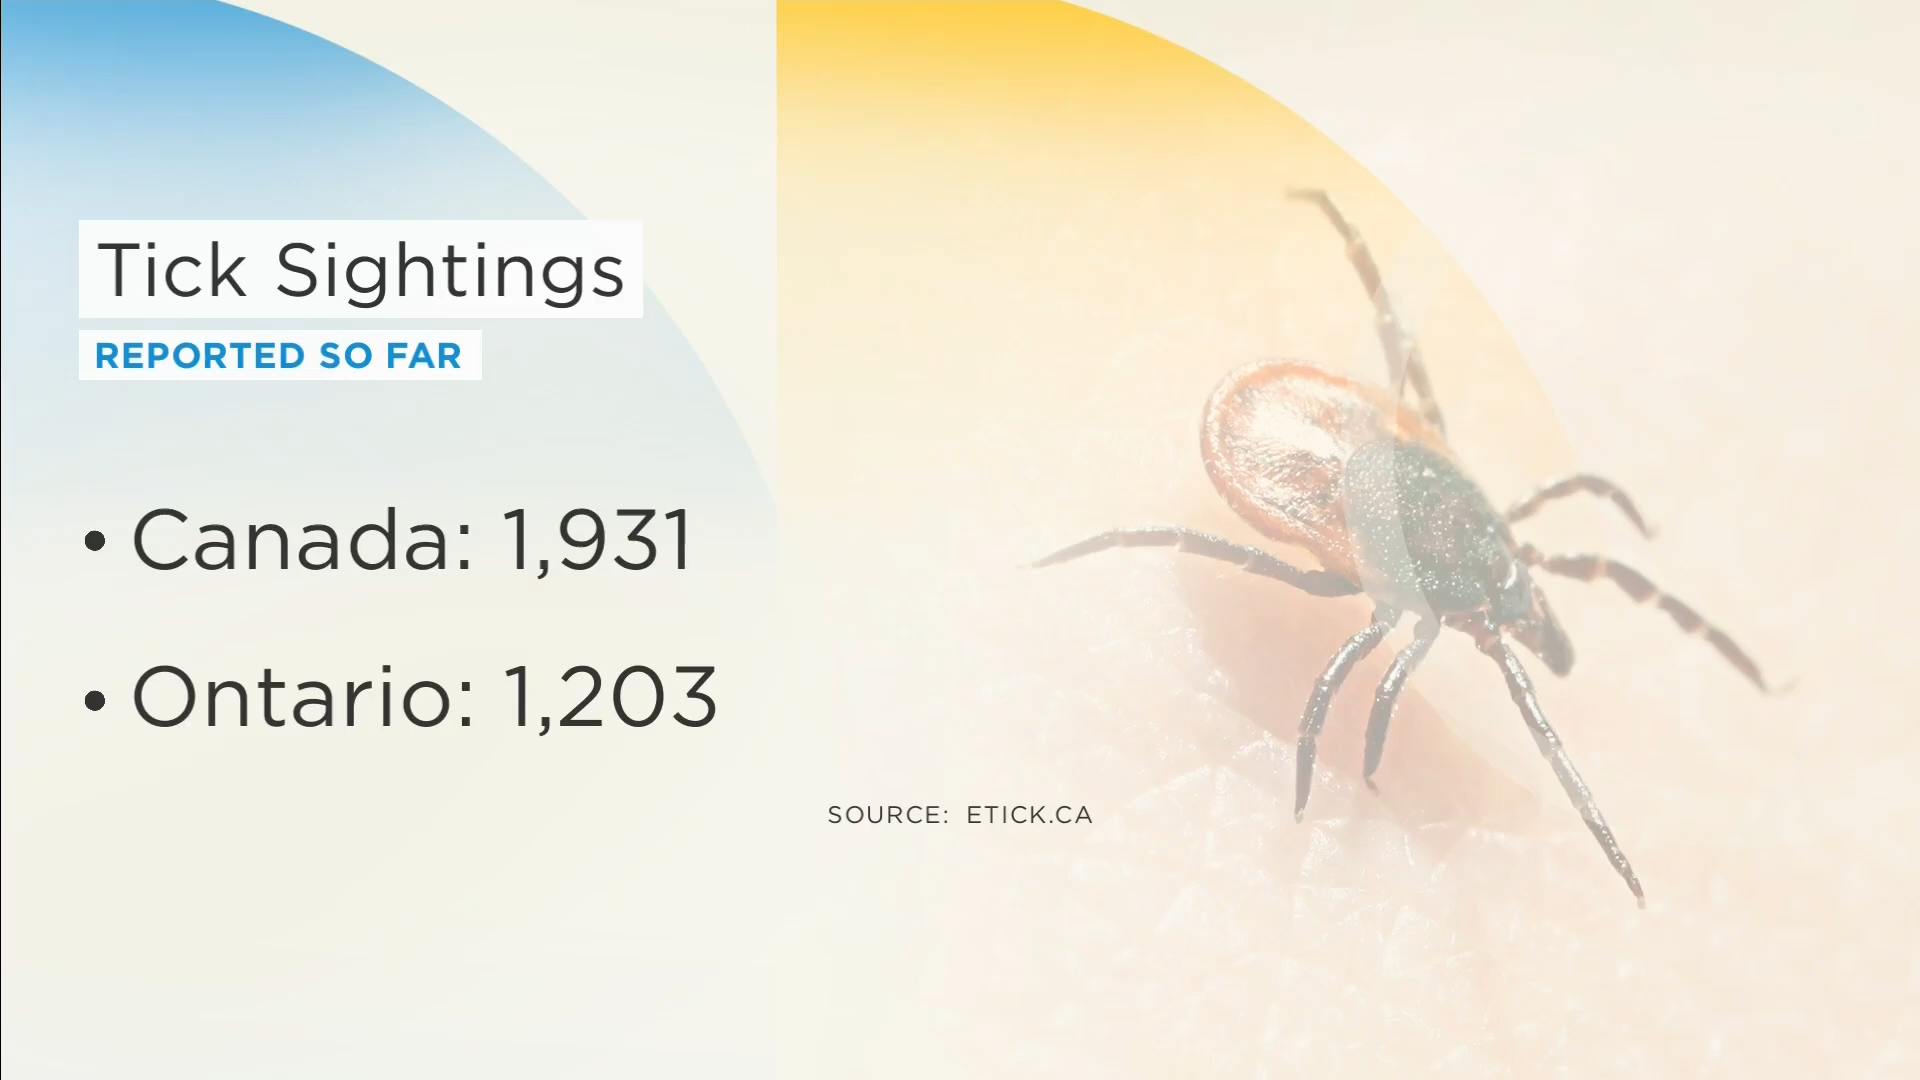 Tick Sightings
REPORTED SO FAR
• Canada: 1,931
• Ontario: 1,203
SOURCE: ETICK.CA